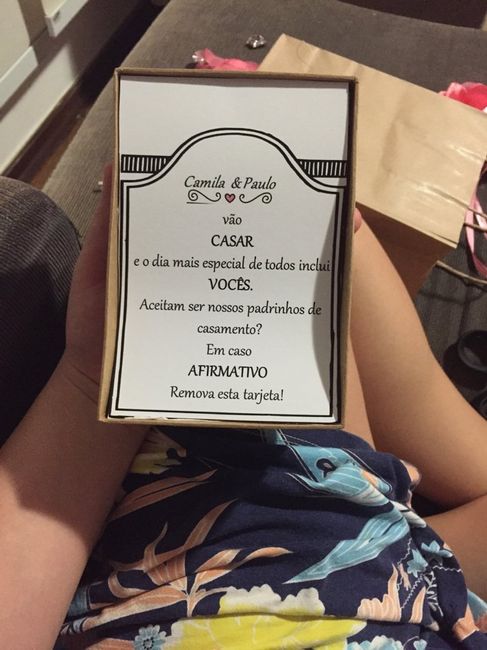 Camila & Paulo
vão
CASAR
e o dia mais especial de todos inclui
VOCÊS.
Aceitam ser nossos padrinhos de
casamento?
Em caso
AFIRMATIVO
Remova esta tarjeta!